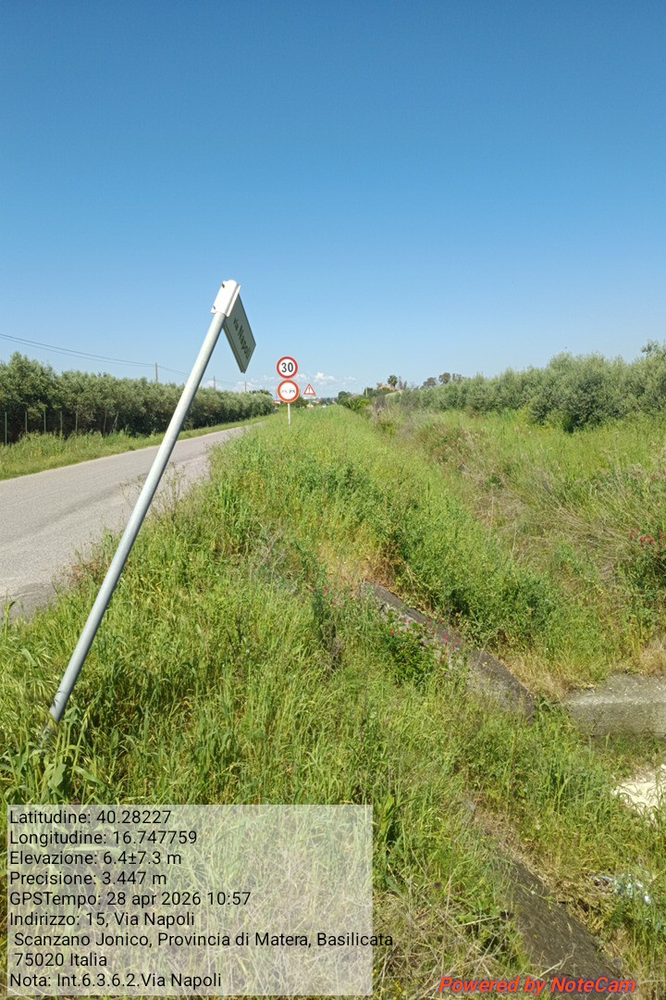 via Napoli
30
Latitudine: 40.28227
Longitudine: 16.747759
Elevazione: 6.4±7.3 m
Precisione: 3.447 m
GPSTempo: 28 apr 2026 10:57
Indirizzo: 15, Via Napoli
Scanzano Jonico, Provincia di Matera, Basilicata
75020 Italia
Nota: Int.6.3.6.2.Via Napoli
Powered by NoteCam